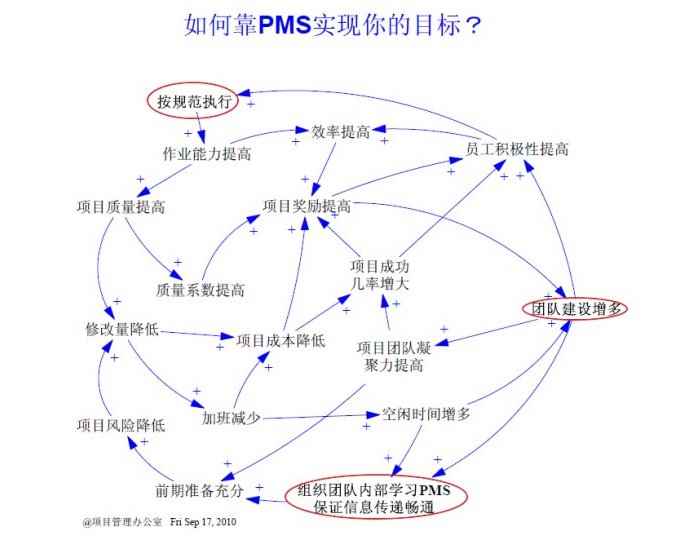 如何靠PMS实现你的目标？
按规范执行
作业能力提高
效率提高
员工积极性提高
项目质量提高
项目奖励提高
质量系数提高
项目成功
几率增大
团队建设增多
修改量降低
项目成本降低
项目团队凝
聚力提高
项目风险降低
加班减少
空闲时间增多
前期准备充分
组织团队内部学习PMS
保证信息传递畅通
@项目管理办公室 Fri Sep 17, 2010